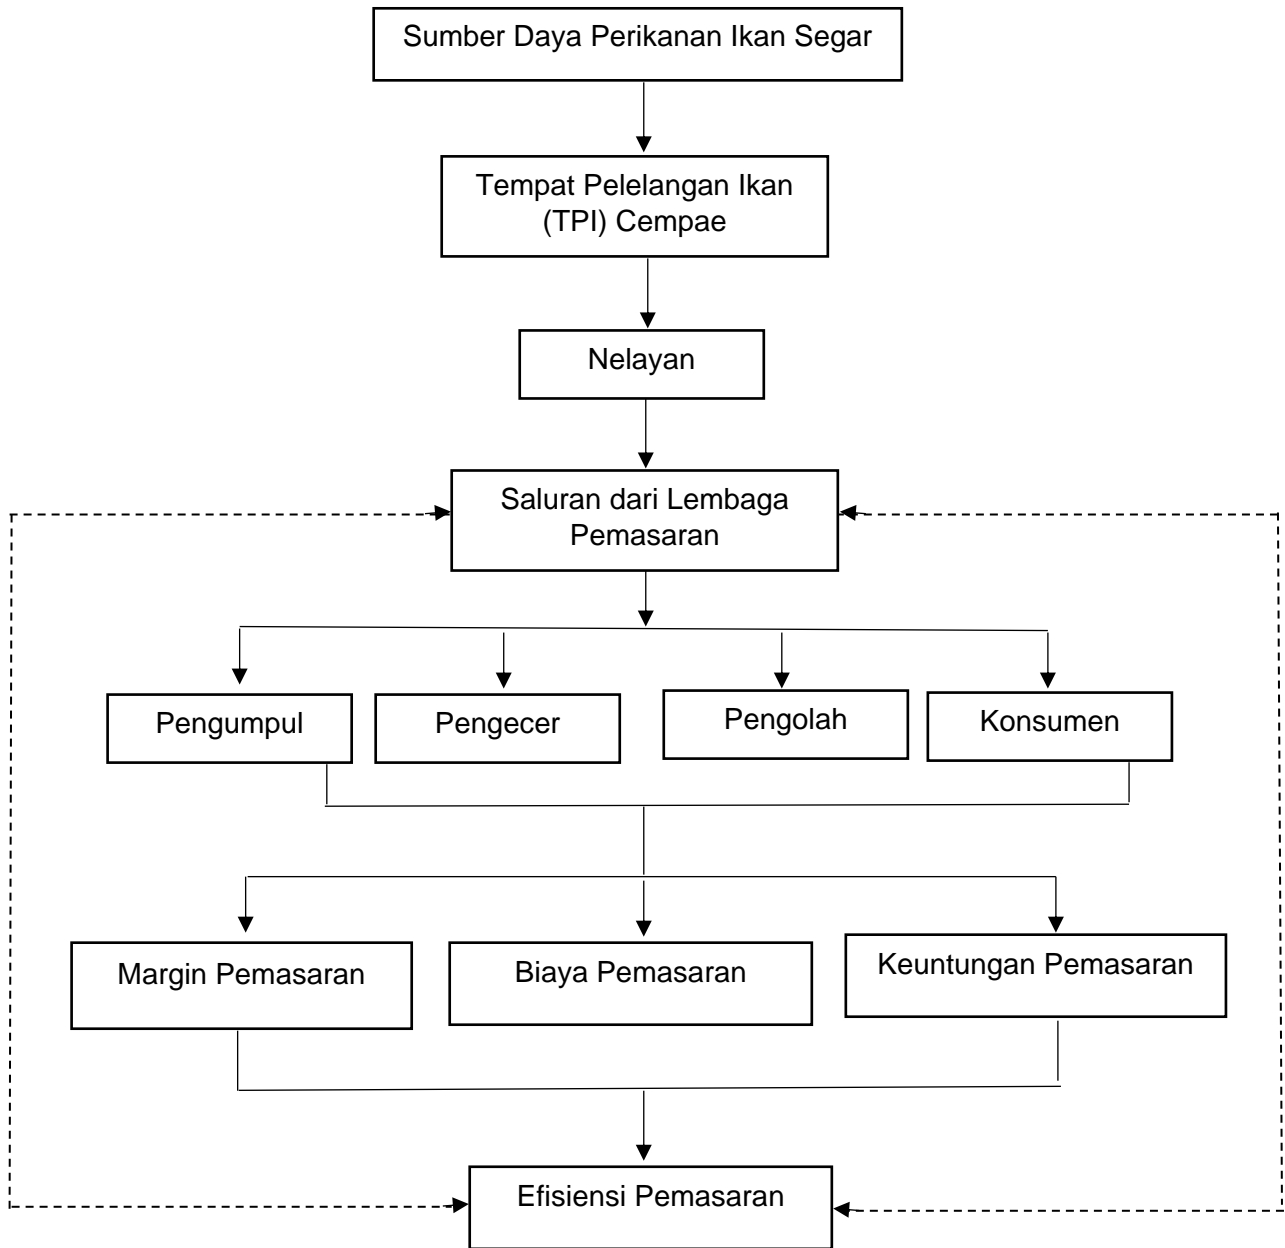 Sumber Daya Perikanan Ikan Segar
Tempat Pelelangan Ikan
(TPI) Cempae
Nelayan
Saluran dari Lembaga
Pemasaran
Pengumpul
Pengecer
Pengolah
Konsumen
Margin Pemasaran
Biaya Pemasaran
Keuntungan Pemasaran
Efisiensi Pemasaran